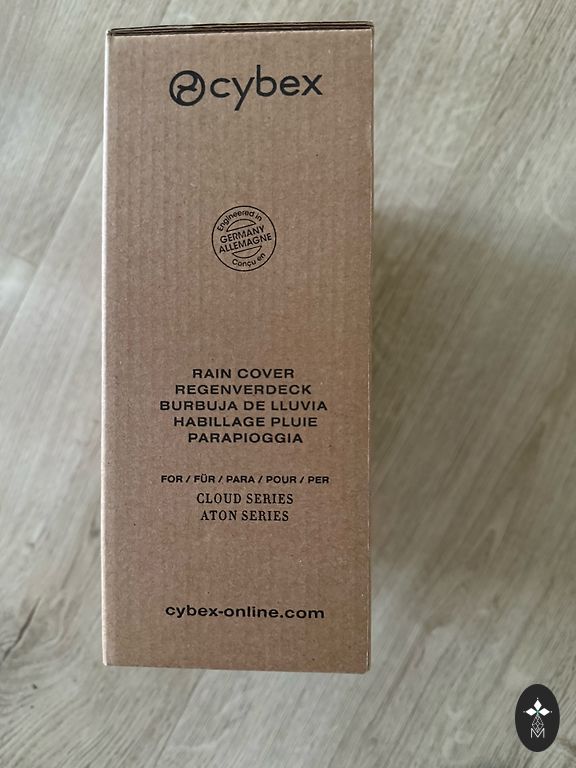 cybex
Engineered in
GERMANY
ALLEMAGNE
Conçu en
RAIN COVER
REGENVERDECK
BURBUJA DE LLUVIA
HABILLAGE PLUIE
PARAPIOGGIA
FOR / FÜR / PARA / POUR / PER
CLOUD SERIES
ATON SERIES
cybex-online.com
M